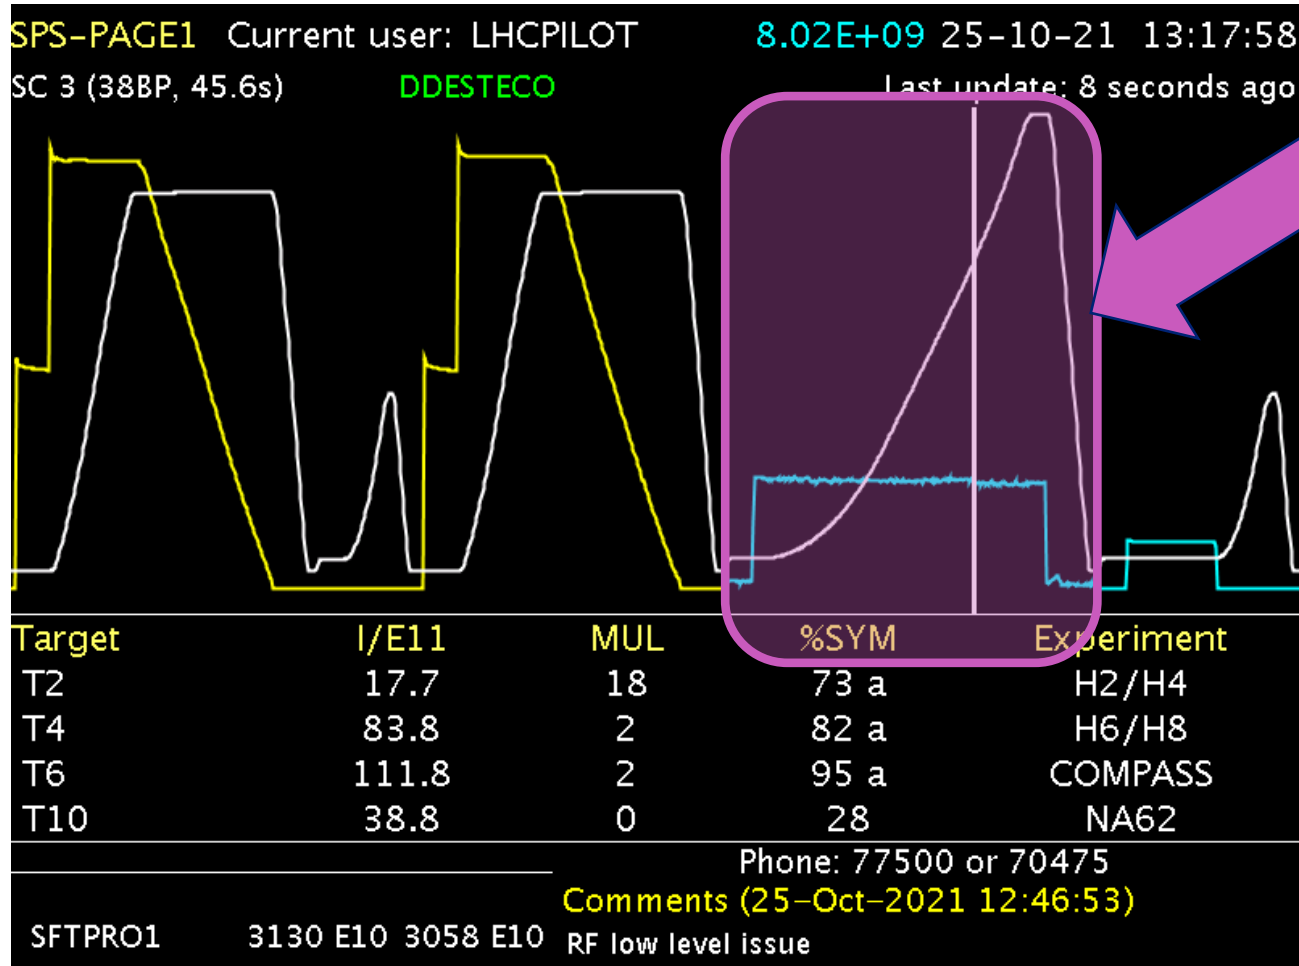 SPS-PAGE1 Current user: LHCPILOT 8.02E+09 25-10-21 13:17:58
SC 3 (38BP, 45.6s) DDESTECO Last update: 8 seconds ago
Target I/E11 MUL %SYM Experiment
T2 17.7 18 73 a H2/H4
T4 83.8 2 82 a H6/H8
T6 111.8 2 95 a COMPASS
T10 38.8 0 28 NA62
Phone: 77500 or 70475
Comments (25-Oct-2021 12:46:53)
SFTPRO1 3130 E10 3058 E10 RF low level issue